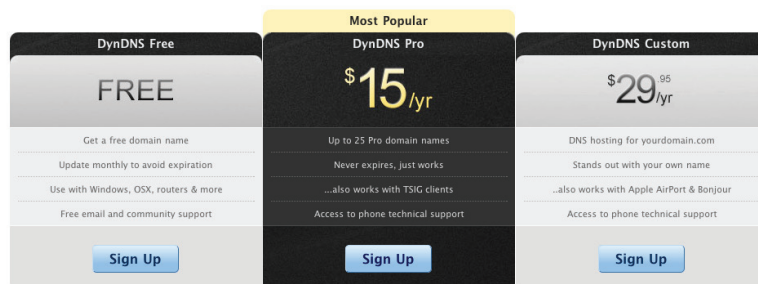 Most Popular
DynDNS Free
FREE
Get a free domain name
Update monthly to avoid expiration
Use with Windows, OSX, routers & more
Free email and community support
Sign Up
DynDNS Pro
$15/yr
Up to 25 Pro domain names
Never expires, just works
...also works with TSIG clients
Access to phone technical support
Sign Up
DynDNS Custom
$29.95/yr
DNS hosting for yourdomain.com
Stands out with your own name
..also works with Apple AirPort & Bonjour
Access to phone technical support
Sign Up